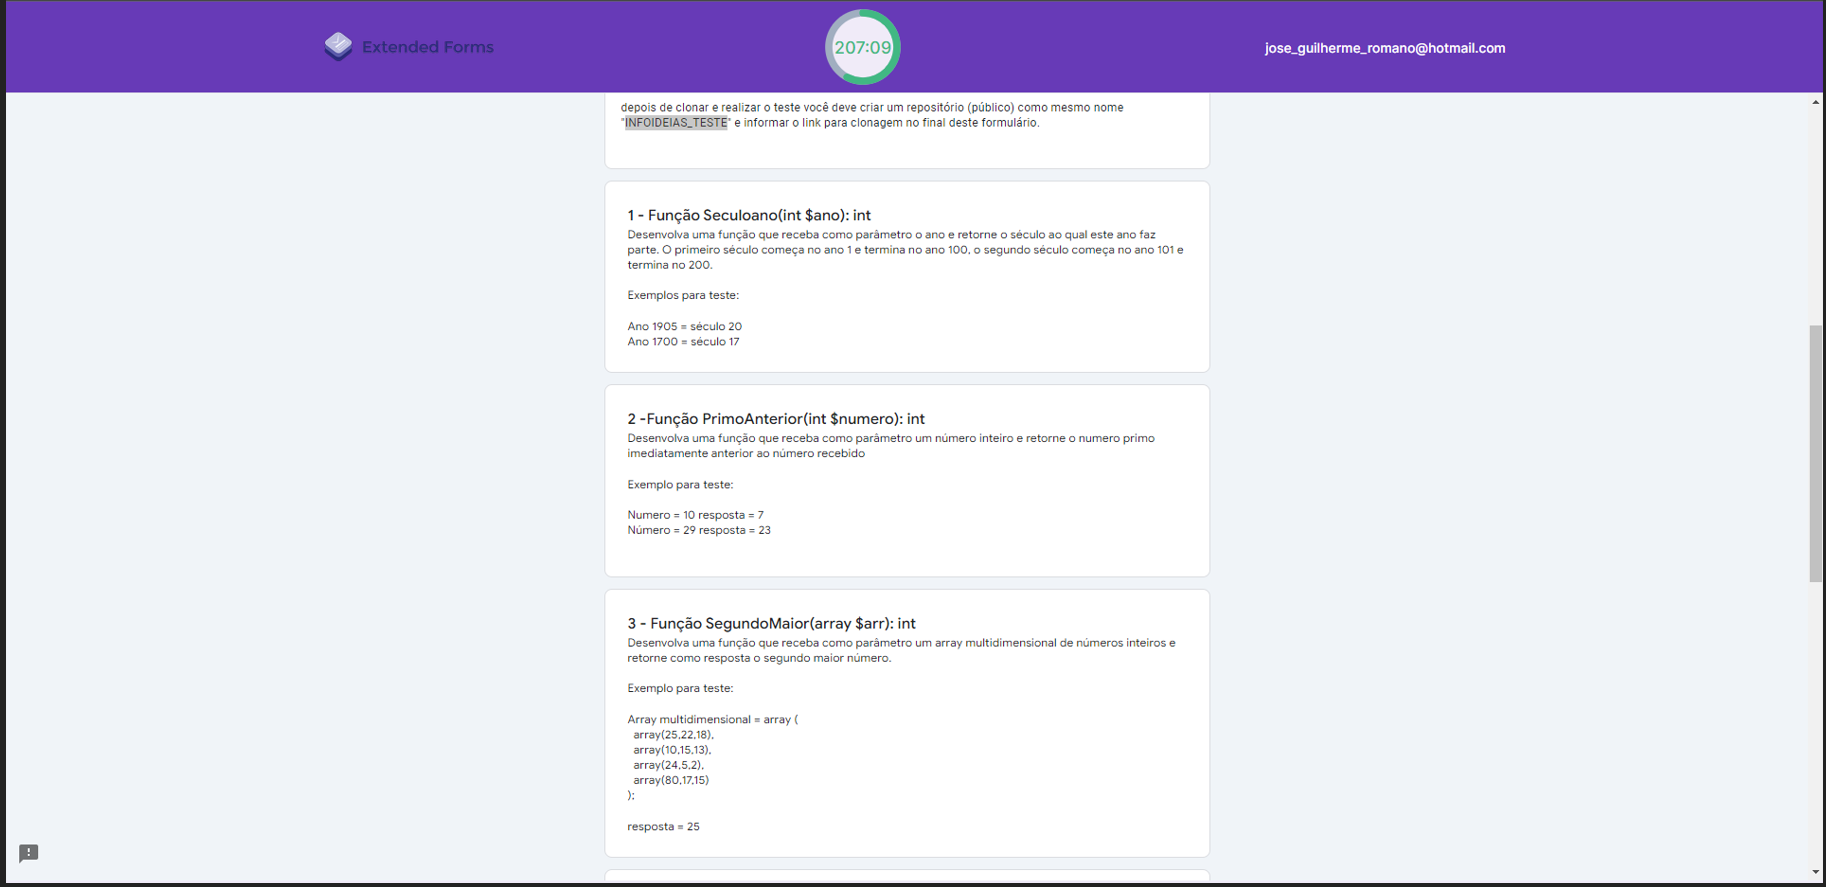 Extended Forms
207:09
jose_guilherme_romano@hotmail.com
depois de clonar e realizar o teste você deve criar um repositório (público) como mesmo nome
"INFOIDEIAS_TESTE" e informar o link para clonagem no final deste formulário.
1 - Função SeculoAno(int $ano): int
Desenvolva uma função que receba como parâmetro o ano e retorne o século ao qual este ano faz
parte. O primeiro século começa no ano 1 e termina no ano 100, o segundo século começa no ano 101 e
termina no 200.
Exemplos para teste:
Ano 1905 = século 20
Ano 1700 = século 17
2 -Função PrimoAnterior(int $numero): int
Desenvolva uma função que receba como parâmetro um número inteiro e retorne o numero primo
imediatamente anterior ao número recebido
Exemplo para teste:
Numero = 10 resposta = 7
Número = 29 resposta = 23
3 - Função SegundoMaior(array $arr): int
Desenvolva uma função que receba como parâmetro um array multidimensional de números inteiros e
retorne como resposta o segundo maior número.
Exemplo para teste:
Array multidimensional = array (
array(25,22,18),
array(10,15,13),
array(24,5,2),
array(80,17,15)
);
resposta = 25